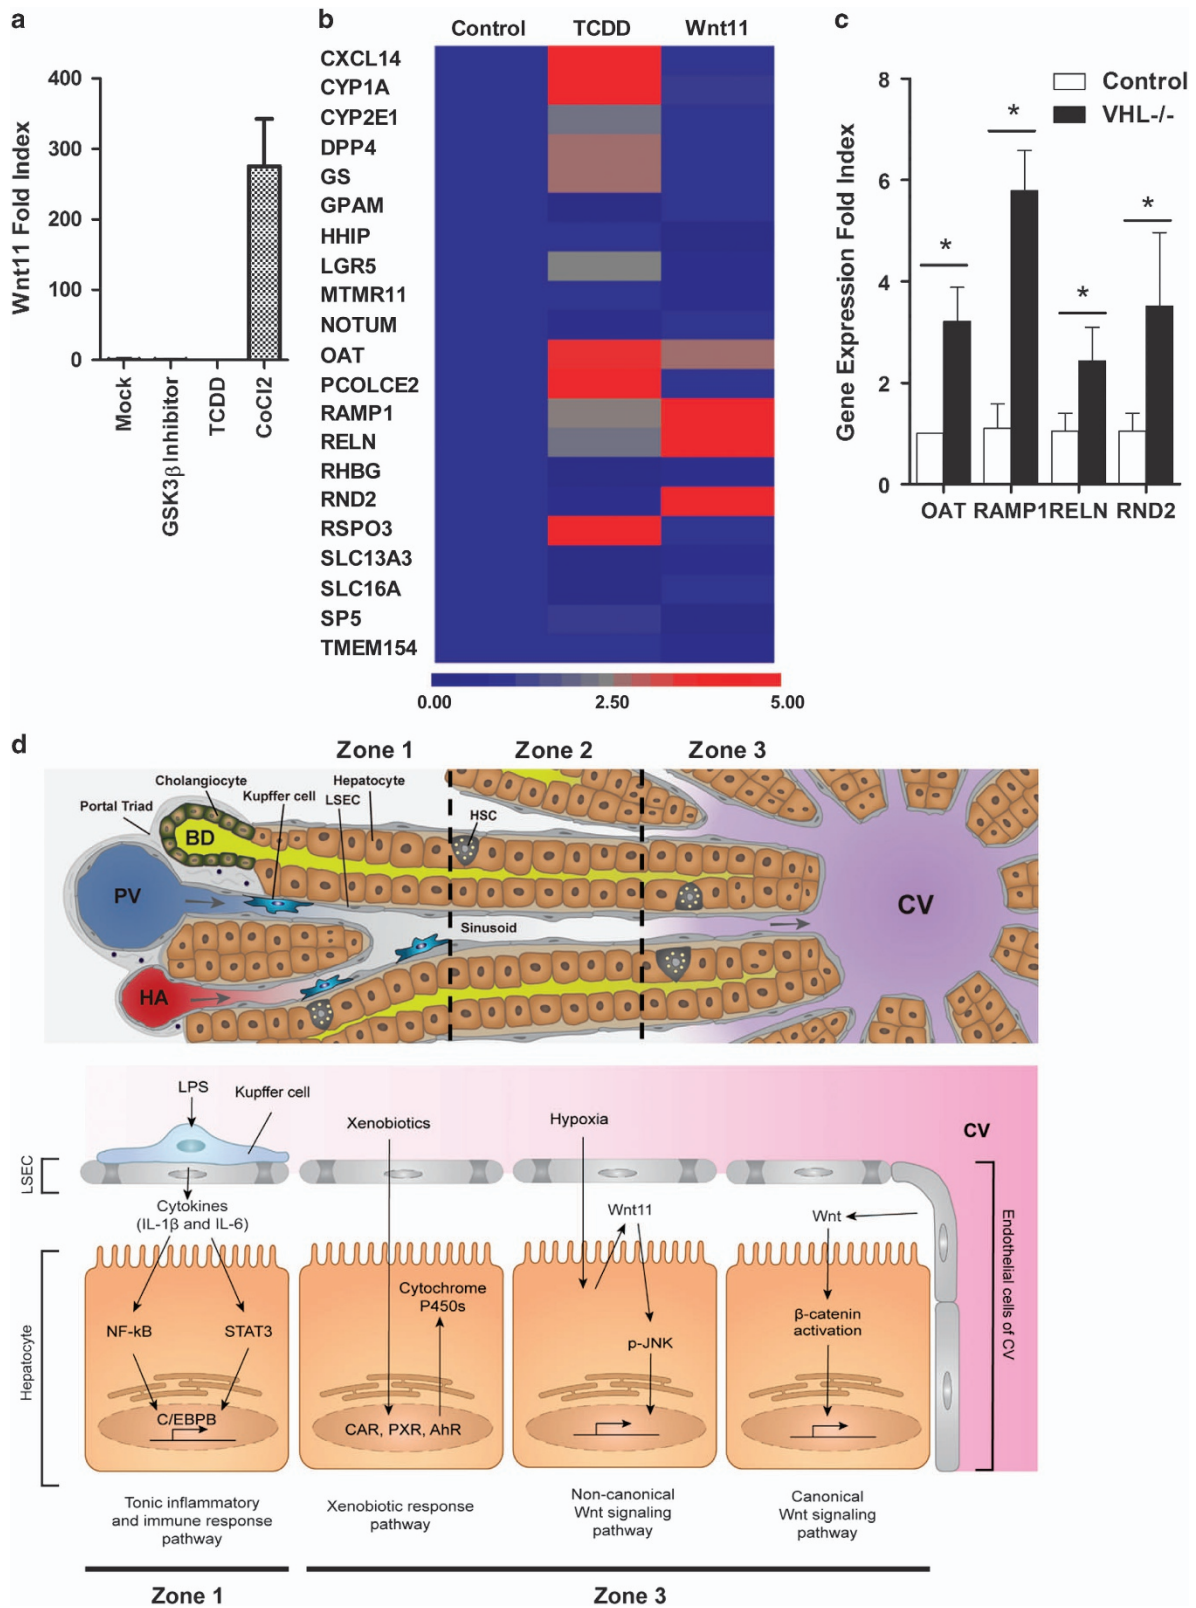 a
Wnt11 Fold Index
400
300
200
100
0
Mock
GSK3β Inhibitor
TCDD
CoCl2
b
Control TCDD Wnt11
CXCL14
CYP1A
CYP2E1
DPP4
GS
GPAM
HHIP
LGR5
MTMR11
NOTUM
OAT
PCOLCE2
RAMP1
RELN
RHBG
RND2
RSPO3
SLC13A3
SLC16A
SP5
TMEM154
0.00 2.50 5.00
c
Gene Expression Fold Index
8
6
4
2
0
Control
VHL-/-
*
*
*
*
OAT RAMP1 RELN RND2
d
Zone 1 Zone 2 Zone 3
Cholangiocyte
Hepatocyte
Portal Triad
Kupffer cell
LSEC
HSC
BD
PV
Sinusoid
CV
HA
LPS
Kupffer cell
Xenobiotics
Hypoxia
CV
LSEC
Cytokines
(IL-1β and IL-6)
Wnt11
Wnt
Endothelial cells of CV
Hepatocyte
NF-kB
STAT3
C/EBPB
Cytochrome
P450s
CAR, PXR, AhR
p-JNK
β-catenin
activation
Tonic inflammatory
and immune response
pathway
Xenobiotic response
pathway
Non-canonical
Wnt signaling
pathway
Canonical
Wnt signaling
pathway
Zone 1
Zone 3